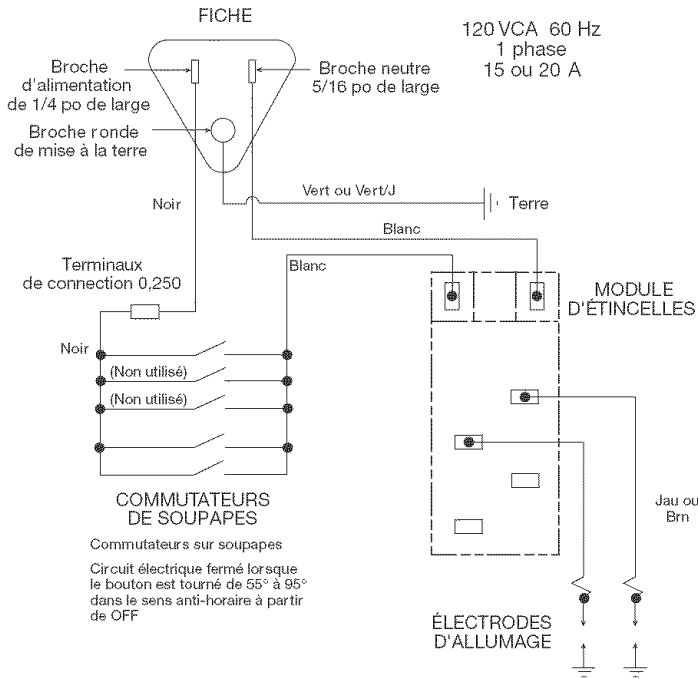 FICHE
120 VCA 60 Hz
1 phase
15 ou 20 A
Broche
d'alimentation
de 1/4 po de large
Broche neutre
5/16 po de large
Broche ronde
de mise à la terre
Vert ou Vert/J
Noir
Terre
Blanc
Blanc
Terminaux
de connection 0,250
MODULE
D'ÉTINCELLES
Noir
(Non utilisé)
(Non utilisé)
COMMUTATEURS
DE SOUPAPES
Jau ou
Brn
Commutateurs sur soupapes
Circuit électrique fermé lorsque
le bouton est tourné de 55° à 95°
dans le sens anti-horaire à partir
de OFF
ÉLECTRODES
D'ALLUMAGE